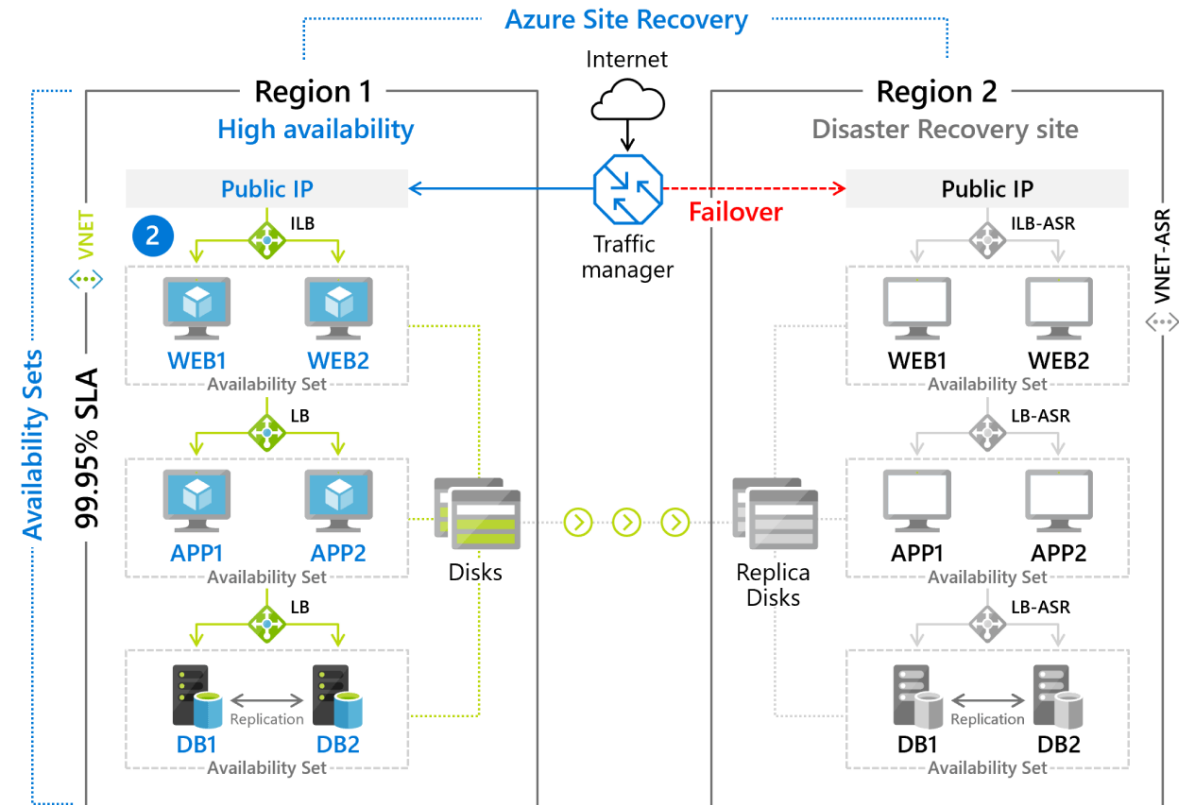 Azure Site Recovery
Internet
Region 1
High availability
Region 2
Disaster Recovery site
Public IP
Public IP
Failover
Traffic
manager
2
ILB
ILB-ASR
VNET
VNET-ASR
WEB1
WEB2
Availability Set
WEB1
WEB2
Availability Set
Availability Sets
99.95% SLA
LB
LB-ASR
APP1
APP2
Availability Set
Disks
Replica
Disks
APP1
APP2
Availability Set
LB
LB-ASR
Replication
DB1
DB2
Availability Set
Replication
DB1
DB2
Availability Set